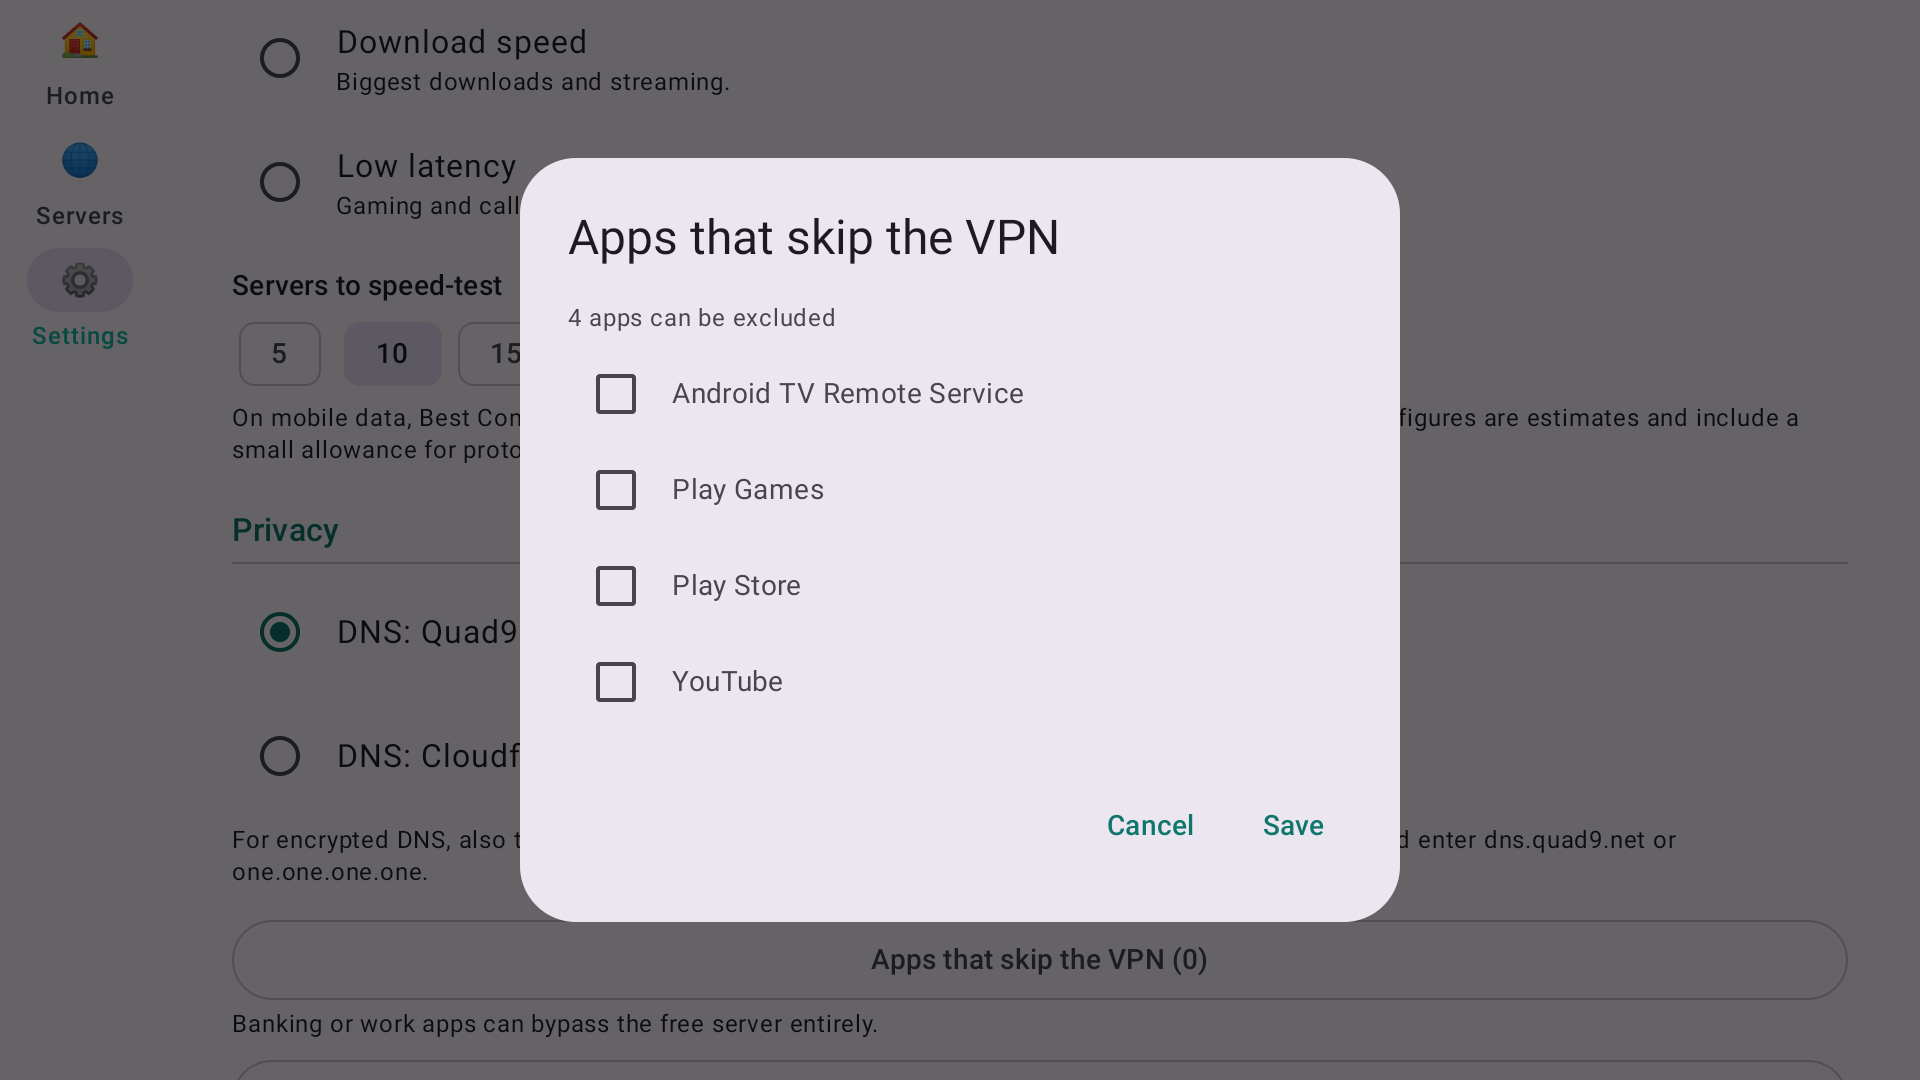 Home
Servers
Settings
Download speed
Biggest downloads and streaming.
Low latency
Gaming and call
Servers to speed-test
5
10
15
On mobile data, Best Con
figures are estimates and include a
small allowance for proto
Privacy
DNS: Quad9
DNS: Cloudf
For encrypted DNS, also t
d enter dns.quad9.net or
one.one.one.one.
Apps that skip the VPN (0)
Banking or work apps can bypass the free server entirely.
Apps that skip the VPN
4 apps can be excluded
Android TV Remote Service
Play Games
Play Store
YouTube
Cancel
Save